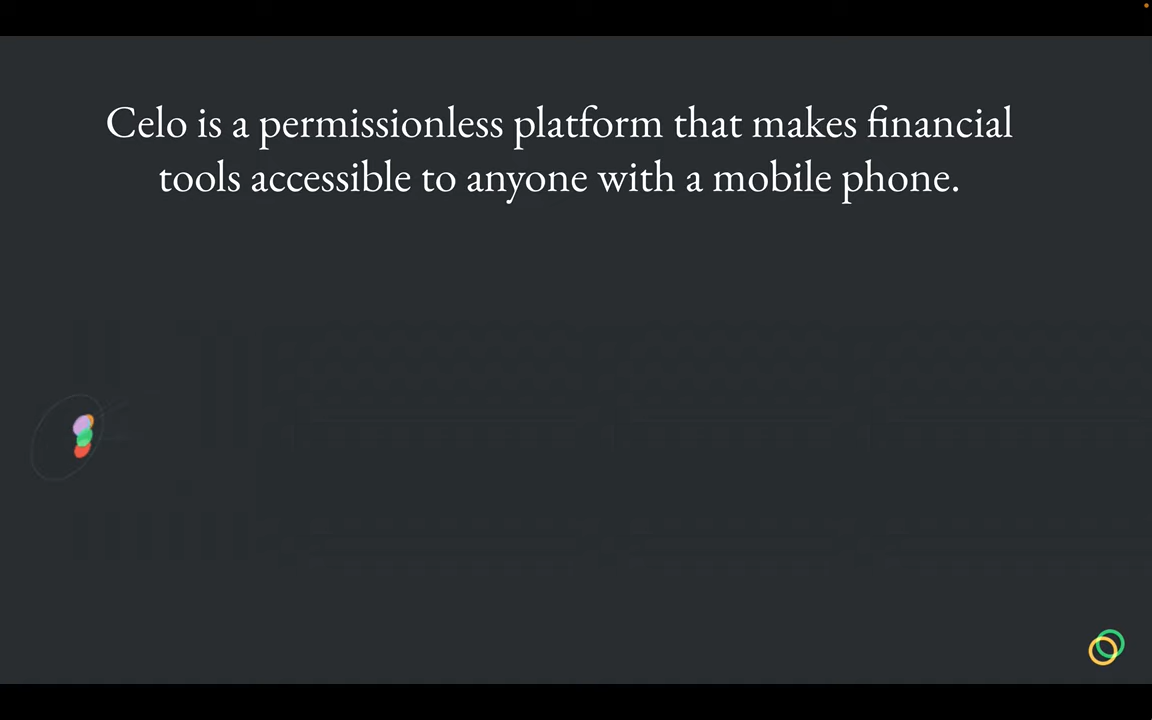 Celo is a permissionless platform that makes financial
tools accessible to anyone with a mobile phone.